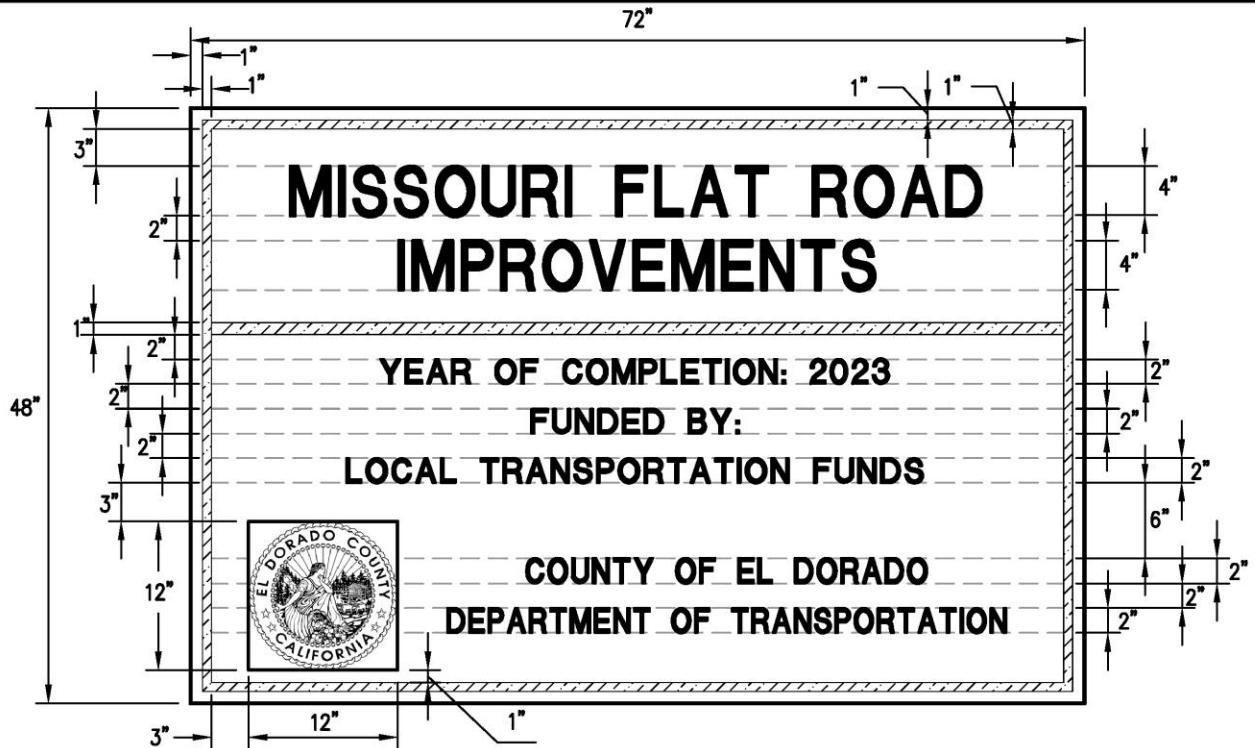 72"
1"
1"
1" 1"
3"
MISSOURI FLAT ROAD
4"
2"
IMPROVEMENTS
4"
1"
2"
YEAR OF COMPLETION: 2023
2"
48"
2"
FUNDED BY:
2"
2"
LOCAL TRANSPORTATION FUNDS
2"
3"
6"
EL DORADO COUNTY
CALIFORNIA
12"
COUNTY OF EL DORADO
2"
2"
DEPARTMENT OF TRANSPORTATION
2"
3"
12"
1"